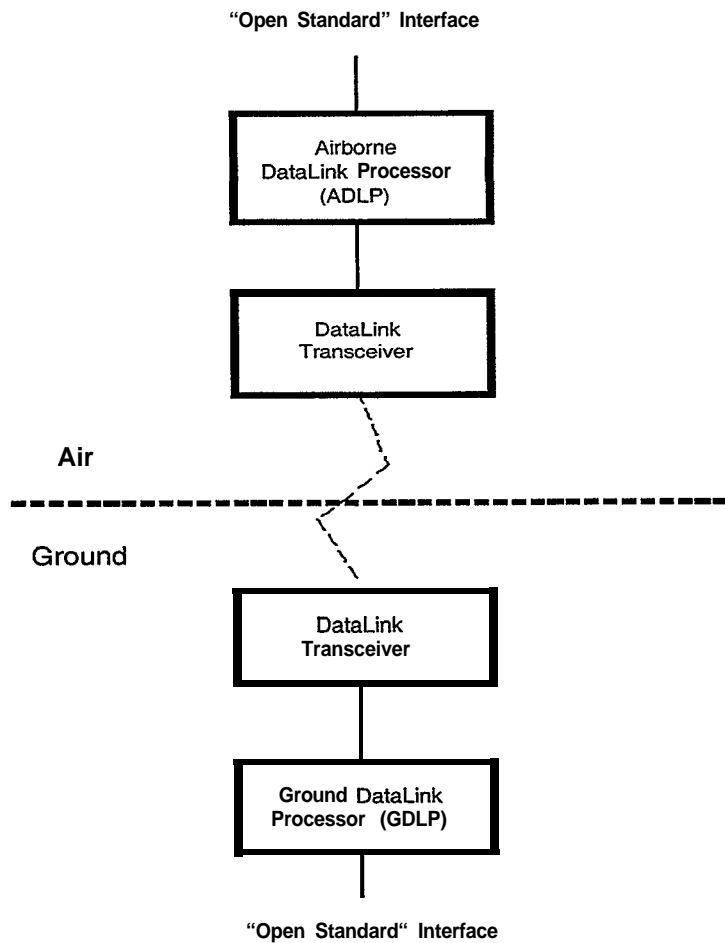 “Open Standard” Interface
Airborne
DataLink Processor
(ADLP)
DataLink
Transceiver
Air
Ground
DataLink
Transceiver
Ground DataLink
Processor (GDLP)
“Open Standard“ Interface